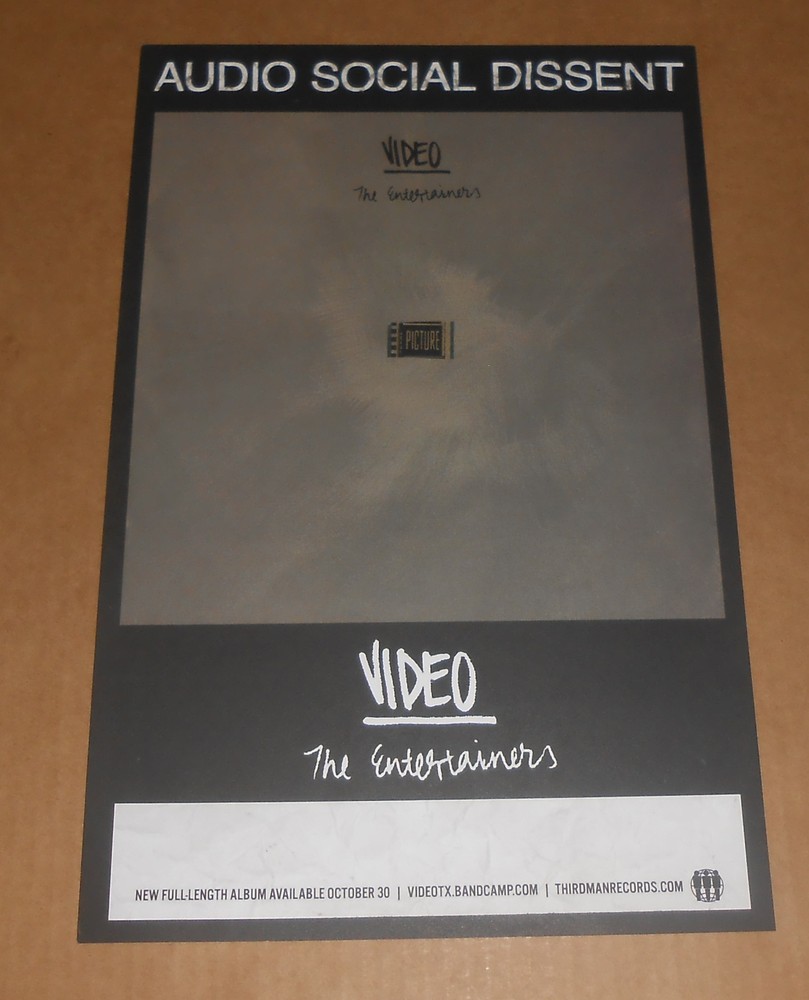 AUDIO SOCIAL DISSENT
VIDEO
The Entertainers
PICTURE
VIDEO
The Entertainers
NEW FULL-LENGTH ALBUM AVAILABLE OCTOBER 30 | VIDEOTX.BANDCAMP.COM | THIRDMANRECORDS.COM